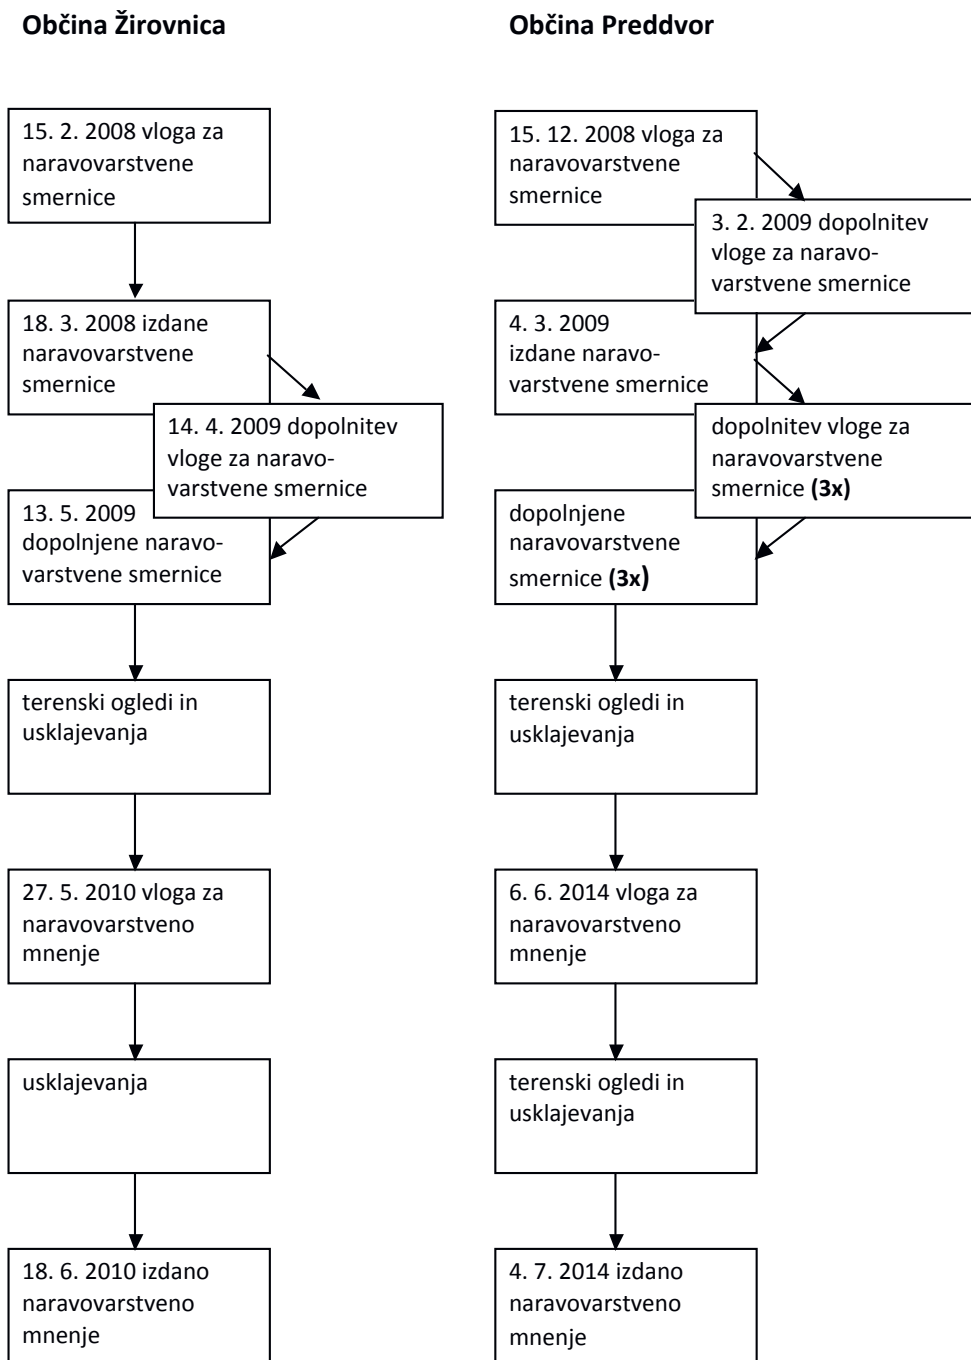 Občina Žirovnica
15. 2. 2008 vloga za
naravovarstvene
smernice
18. 3. 2008 izdane
naravovarstvene
smernice
14. 4. 2009 dopolnitev
vloge za naravo-
varstvene smernice
13. 5. 2009
dopolnjene naravo-
varstvene smernice
terenski ogledi in
usklajevanja
27. 5. 2010 vloga za
naravovarstveno
mnenje
usklajevanja
18. 6. 2010 izdano
naravovarstveno
mnenje
Občina Preddvor
15. 12. 2008 vloga za
naravovarstvene
smernice
3. 2. 2009 dopolnitev
vloge za naravo-
varstvene smernice
4. 3. 2009
izdane naravo-
varstvene smernice
dopolnitev vloge za
naravovarstvene
smernice (3x)
dopolnjene
naravovarstvene
smernice (3x)
terenski ogledi in
usklajevanja
6. 6. 2014 vloga za
naravovarstveno
mnenje
terenski ogledi in
usklajevanja
4. 7. 2014 izdano
naravovarstveno
mnenje